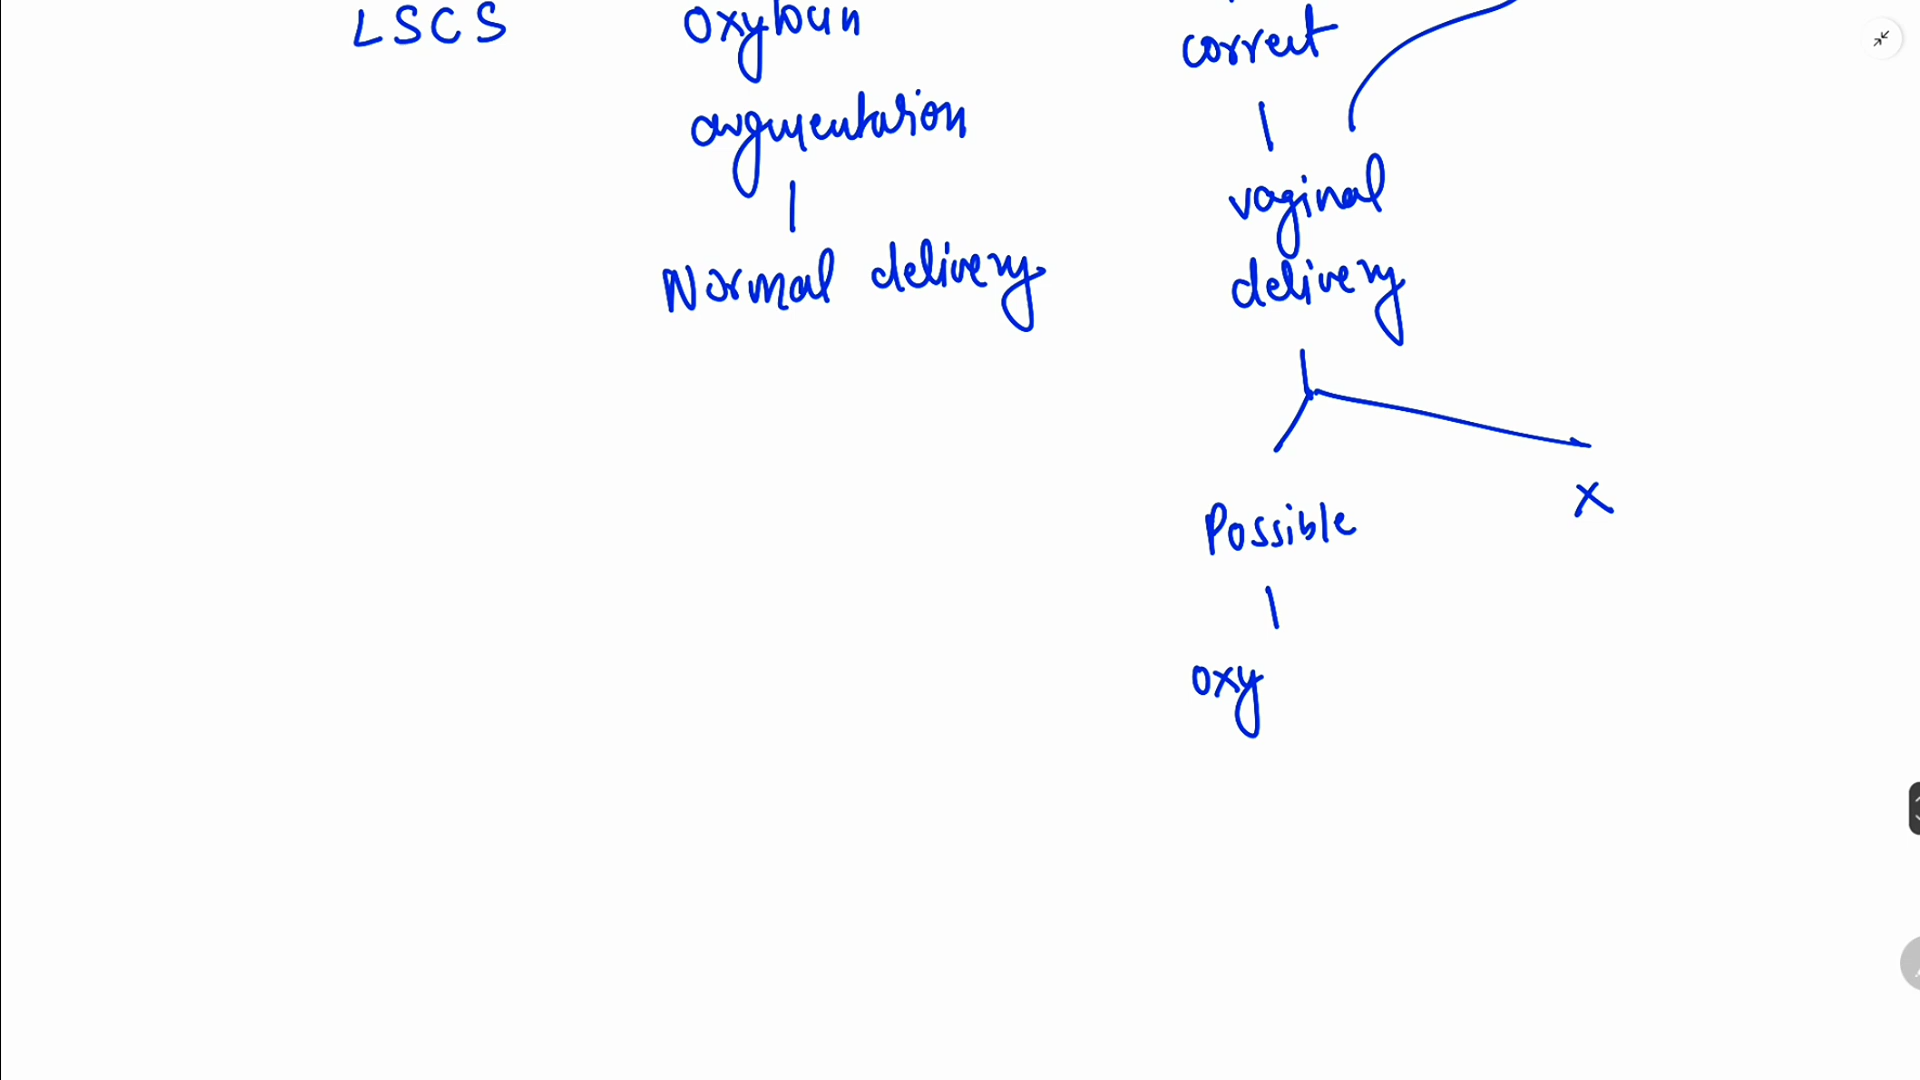 LSCS
oxytocin
augmentation
Normal delivery
correct
vaginal
delivery
Possible
X
oxy